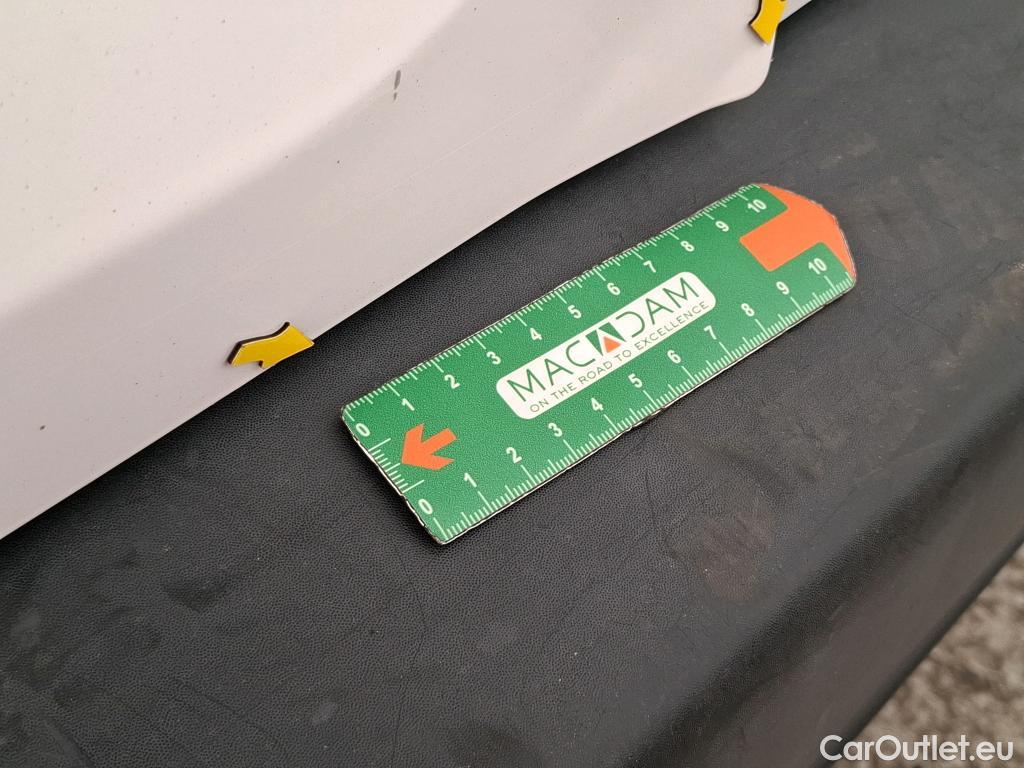 0 1 2 3 4 5 6 7 8 9 10
MACADAM
ON THE ROAD TO EXCELLENCE
0 1 2 3 4 5 6 7 8 9 10
CarOutlet.eu